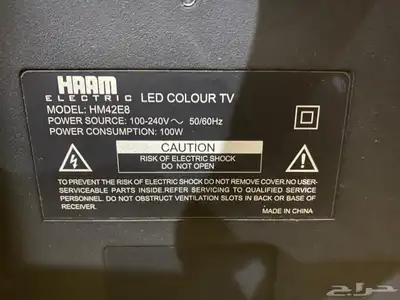 HAAM
ELECTRIC LED COLOUR TV
MODEL: HM42E8
POWER SOURCE: 100-240V～ 50/60Hz
POWER CONSUMPTION: 100W
CAUTION
RISK OF ELECTRIC SHOCK
DO NOT OPEN
TO PREVENT THE RISK OF ELECTRIC SHOCK DO NOT REMOVE COVER NO USER-
SERVICEABLE PARTS INSIDE.REFER SERVICING TO QUALIFIED SERVICE
PERSONNEL. DO NOT OBSTRUCT VENTILATION SLOTS IN BACK OR BASE OF
RECEIVER.
MADE IN CHINA
حراج